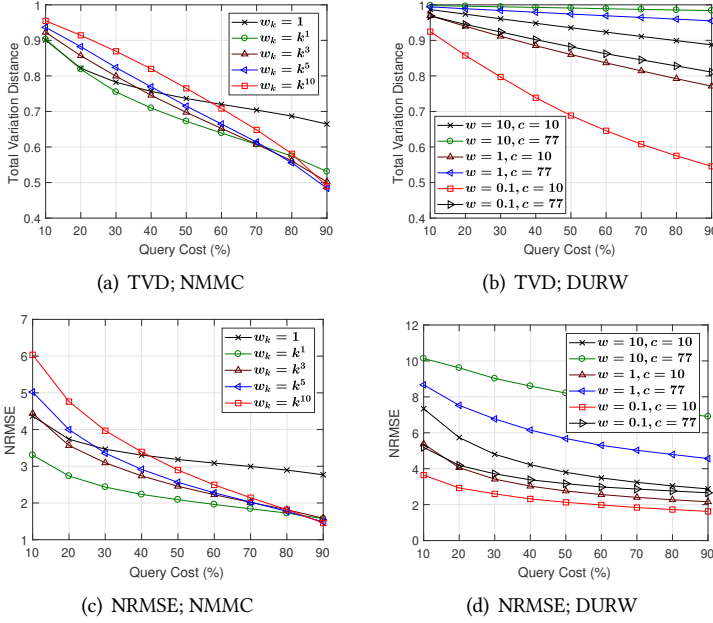 Total Variation Distance
1
0.9
0.8
0.7
0.6
0.5
0.4
w_k = 1
w_k = k^1
w_k = k^3
w_k = k^5
w_k = k^10
10 20 30 40 50 60 70 80 90
Query Cost (%)
(a) TVD; NMMC
Total Variation Distance
1
0.9
0.8
0.7
0.6
0.5
0.4
w = 10, c = 10
w = 10, c = 77
w = 1, c = 10
w = 1, c = 77
w = 0.1, c = 10
w = 0.1, c = 77
10 20 30 40 50 60 70 80 90
Query Cost (%)
(b) TVD; DURW
NRMSE
7
6
5
4
3
2
1
w_k = 1
w_k = k^1
w_k = k^3
w_k = k^5
w_k = k^10
10 20 30 40 50 60 70 80 90
Query Cost (%)
(c) NRMSE; NMMC
NRMSE
12
10
8
6
4
2
0
w = 10, c = 10
w = 10, c = 77
w = 1, c = 10
w = 1, c = 77
w = 0.1, c = 10
w = 0.1, c = 77
10 20 30 40 50 60 70 80 90
Query Cost (%)
(d) NRMSE; DURW